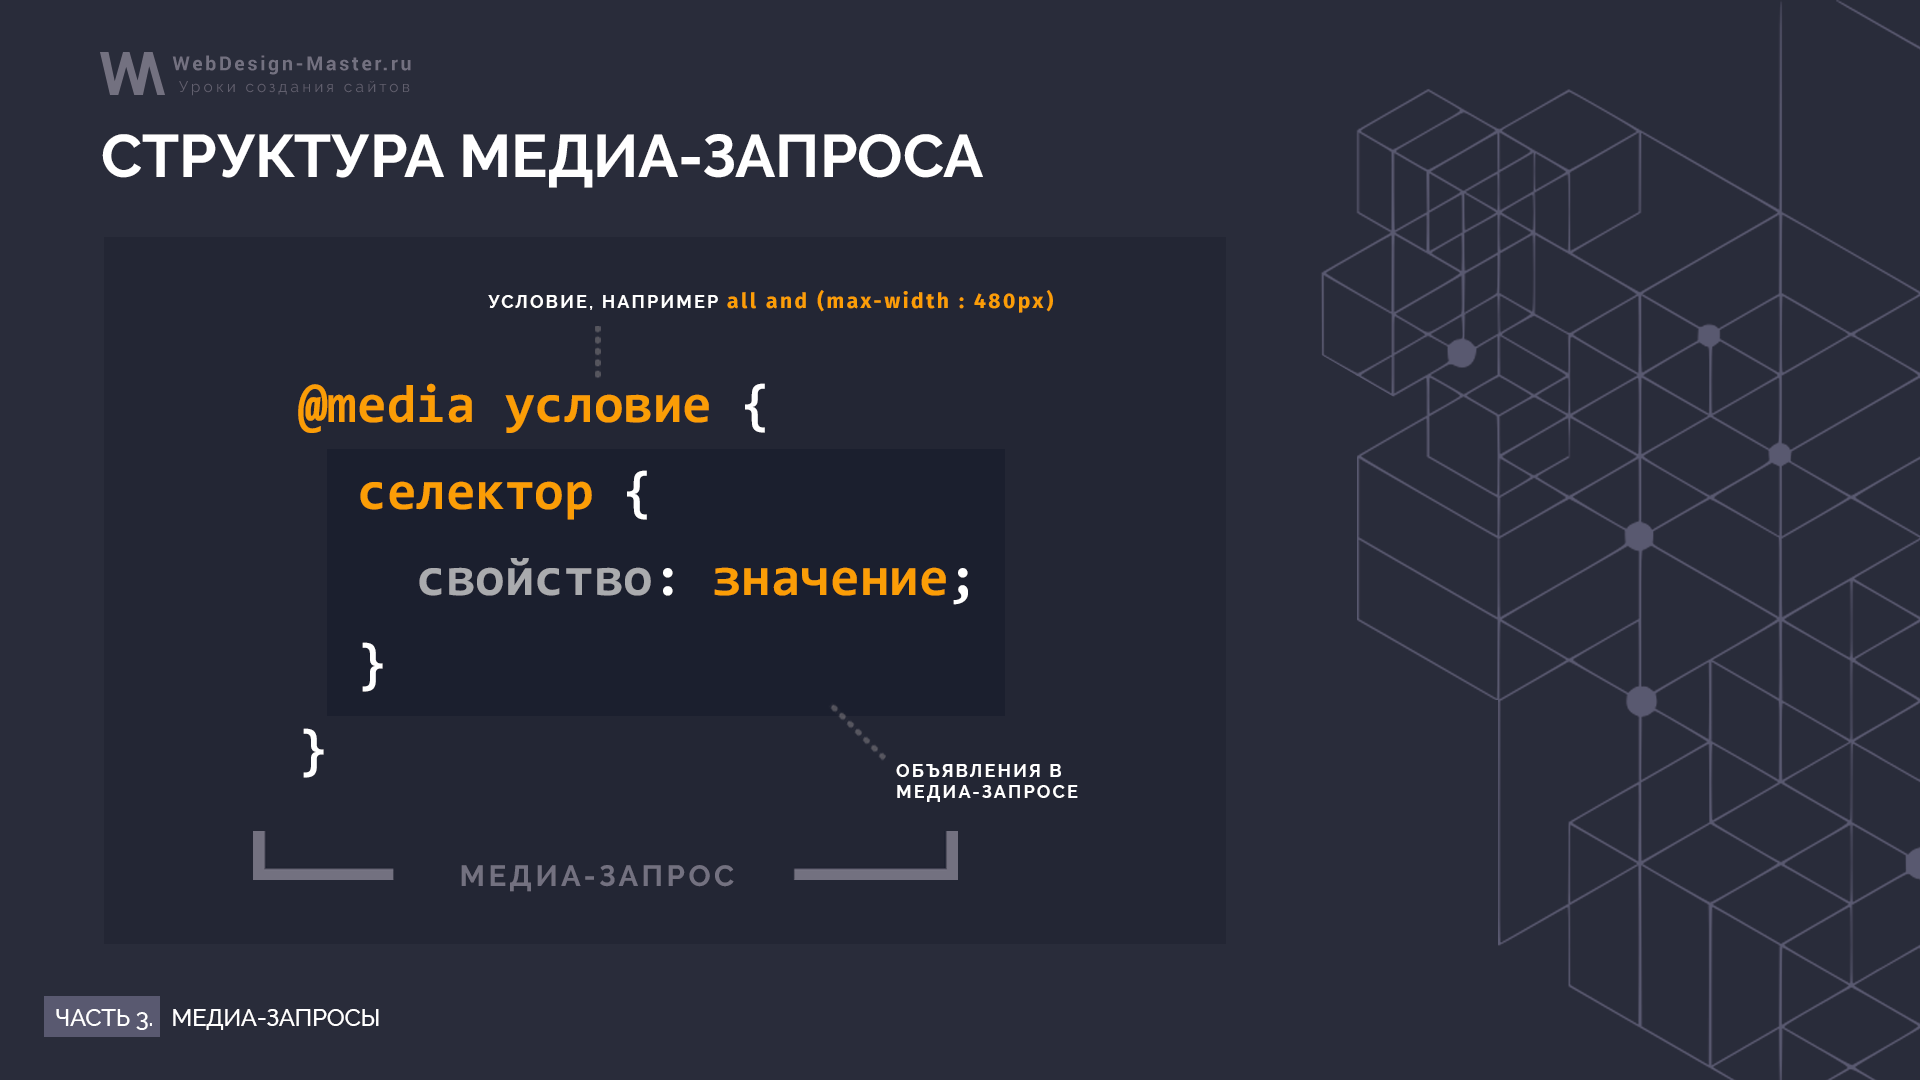 WebDesign-Master.ru
Уроки создания сайтов
СТРУКТУРА МЕДИА-ЗАПРОСА
УСЛОВИЕ, НАПРИМЕР all and (max-width : 480px)
@media условие {
селектор {
свойство: значение;
}
}
ОБЪЯВЛЕНИЯ В
МЕДИА-ЗАПРОСЕ
МЕДИА-ЗАПРОС
ЧАСТЬ 3. МЕДИА-ЗАПРОСЫ